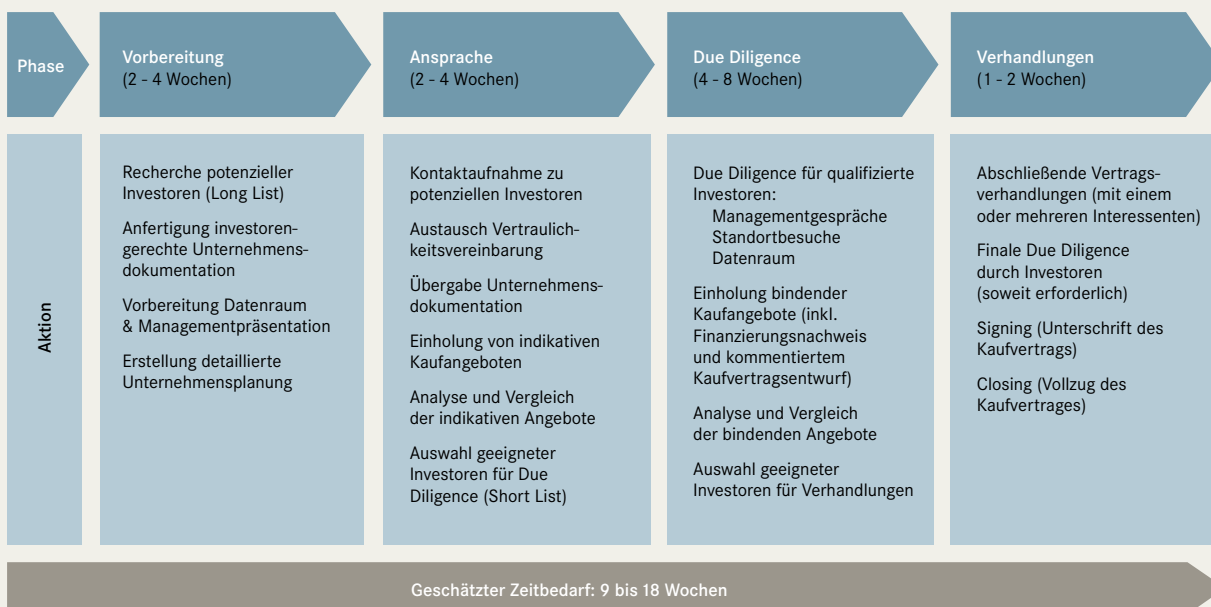 Phase
Vorbereitung
(2 - 4 Wochen)
Ansprache
(2 - 4 Wochen)
Due Diligence
(4 - 8 Wochen)
Verhandlungen
(1 - 2 Wochen)
Aktion
Recherche potenzieller
Investoren (Long List)
Anfertigung investoren-
gerechte Unternehmens-
dokumentation
Vorbereitung Datenraum
& Managementpräsentation
Erstellung detaillierte
Unternehmensplanung
Kontaktaufnahme zu
potenziellen Investoren
Austausch Vertraulich-
keitsvereinbarung
Übergabe Unternehmens-
dokumentation
Einholung von indikativen
Kaufangeboten
Analyse und Vergleich
der indikativen Angebote
Auswahl geeigneter
Investoren für Due
Diligence (Short List)
Due Diligence für qualifizierte
Investoren:
Managementgespräche
Standortbesuche
Datenraum
Einholung bindender
Kaufangebote (inkl.
Finanzierungsnachweis
und kommentiertem
Kaufvertragsentwurf)
Analyse und Vergleich
der bindenden Angebote
Auswahl geeigneter
Investoren für Verhandlungen
Abschließende Vertrags-
verhandlungen (mit einem
oder mehreren Interessenten)
Finale Due Diligence
durch Investoren
(soweit erforderlich)
Signing (Unterschrift des
Kaufvertrags)
Closing (Vollzug des
Kaufvertrages)
Geschätzter Zeitbedarf: 9 bis 18 Wochen